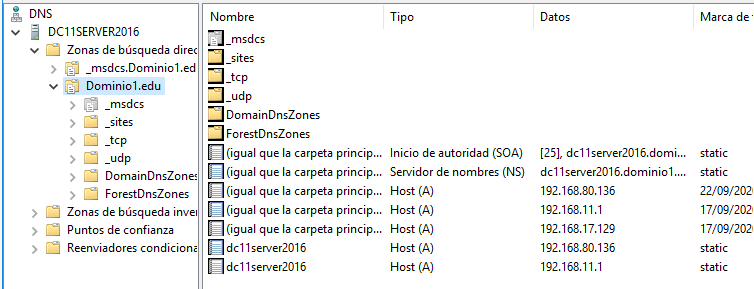 DNS
DC11SERVER2016
Zonas de búsqueda direc
_msdcs.Dominio1.ed
Dominio1.edu
_msdcs
_sites
_tcp
_udp
DomainDnsZones
ForestDnsZones
Zonas de búsqueda inver
Puntos de confianza
Reenviadores condiciona
Nombre Tipo Datos Marca de
_msdcs
_sites
_tcp
_udp
DomainDnsZones
ForestDnsZones
(igual que la carpeta princip... Inicio de autoridad (SOA) [25], dc11server2016.domi... static
(igual que la carpeta princip... Servidor de nombres (NS) dc11server2016.dominio1.... static
(igual que la carpeta princip... Host (A) 192.168.80.136 22/09/202
(igual que la carpeta princip... Host (A) 192.168.11.1 17/09/202
(igual que la carpeta princip... Host (A) 192.168.17.129 17/09/202
dc11server2016 Host (A) 192.168.80.136 static
dc11server2016 Host (A) 192.168.11.1 static